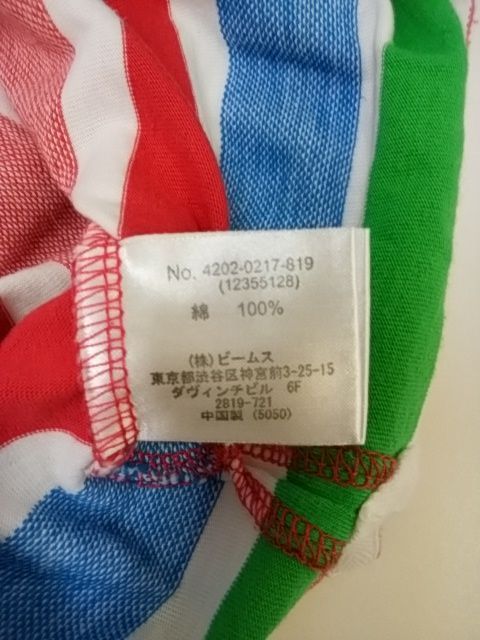 No. 4202-0217-819
(12355128)
綿 100%
(株)ビームス
東京都渋谷区神宮前3-25-15
ダヴィンチビル 6F
2819-721
中国製 (5050)